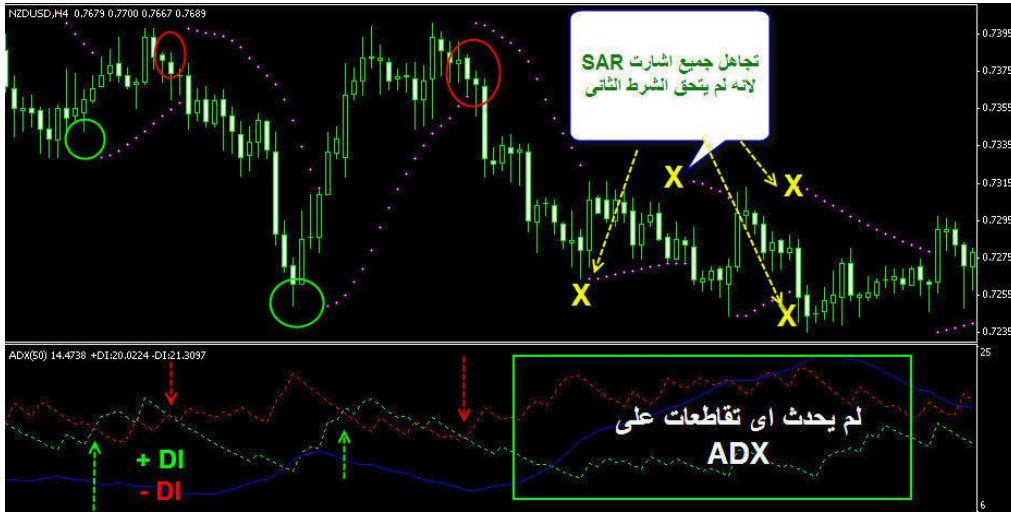 NZDUSD,H4 0.7679 0.7700 0.7667 0.7689
0.7395
0.7375
0.7355
0.7335
0.7315
0.7295
0.7275
0.7255
0.7235
تجاهل جميع اشارت SAR
لانه لم يتحق الشرط الثانى
X
X
X
X
ADX(50) 14.4738 +DI:20.0224 -DI:21.3097
25
6
+ DI
- DI
لم يحدث اى تقاطعات على
ADX